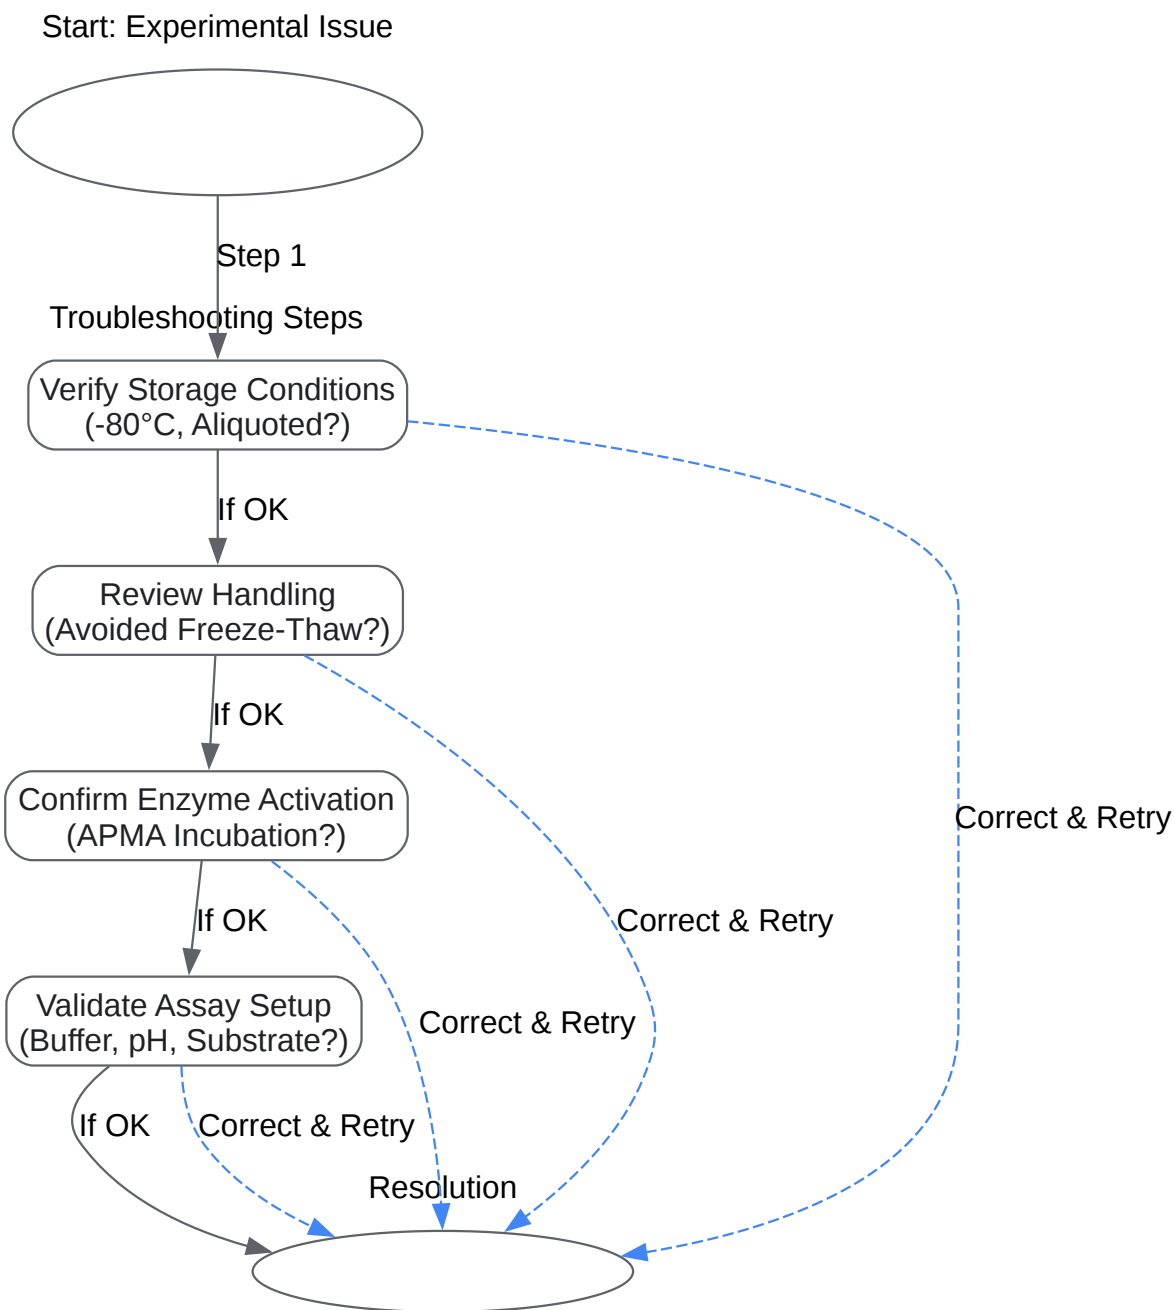 Start: Experimental Issue
Step 1
Troubleshooting Steps
Verify Storage Conditions
(-80°C, Aliquoted?)
If OK
Review Handling
(Avoided Freeze-Thaw?)
If OK
Confirm Enzyme Activation
(APMA Incubation?)
Correct & Retry
If OK
Correct & Retry
Validate Assay Setup
(Buffer, pH, Substrate?)
Correct & Retry
If OK
Correct & Retry
Resolution